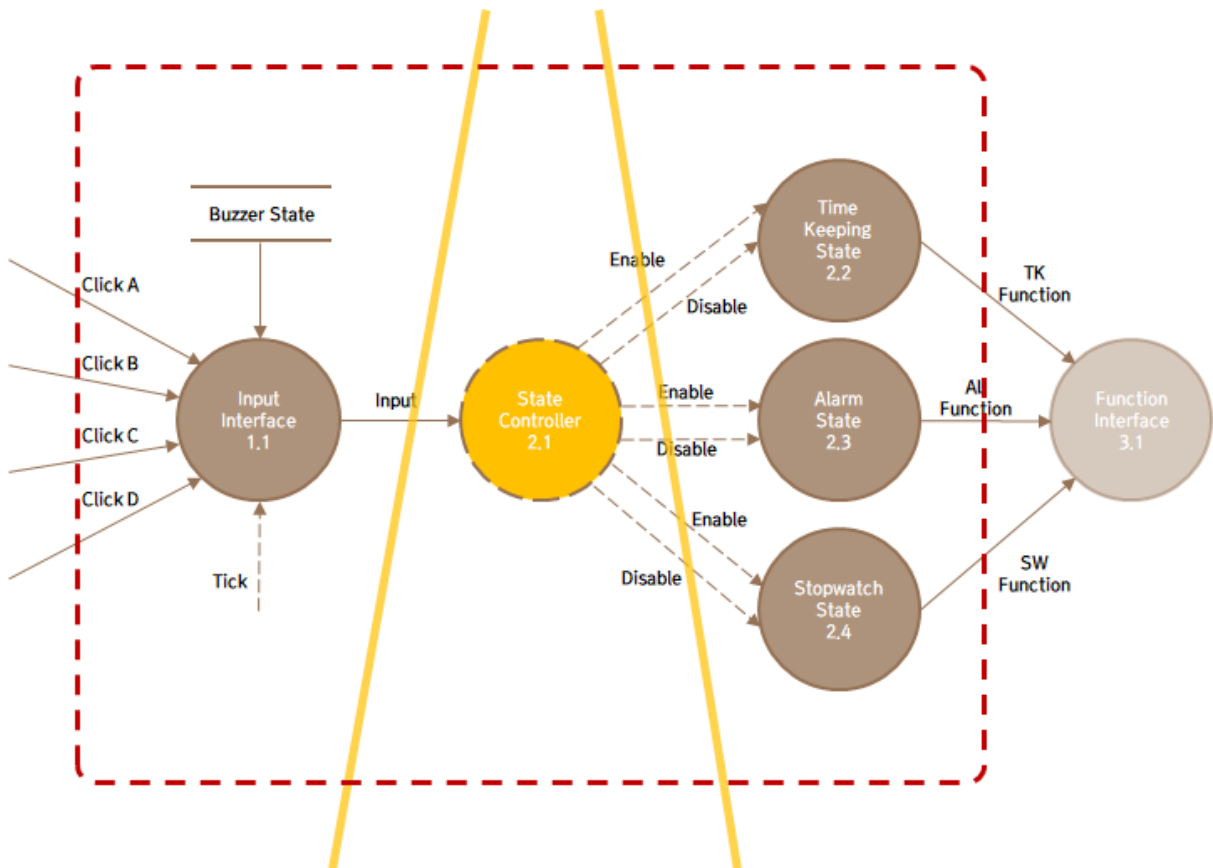 Buzzer State
Click A
Click B
Click C
Click D
Input
Interface
1.1
Tick
Input
State
Controller
2.1
Enable
Disable
Enable
Disable
Enable
Disable
Time
Keeping
State
2.2
Alarm
State
2.3
Stopwatch
State
2.4
TK
Function
AL
Function
SW
Function
Function
Interface
3.1